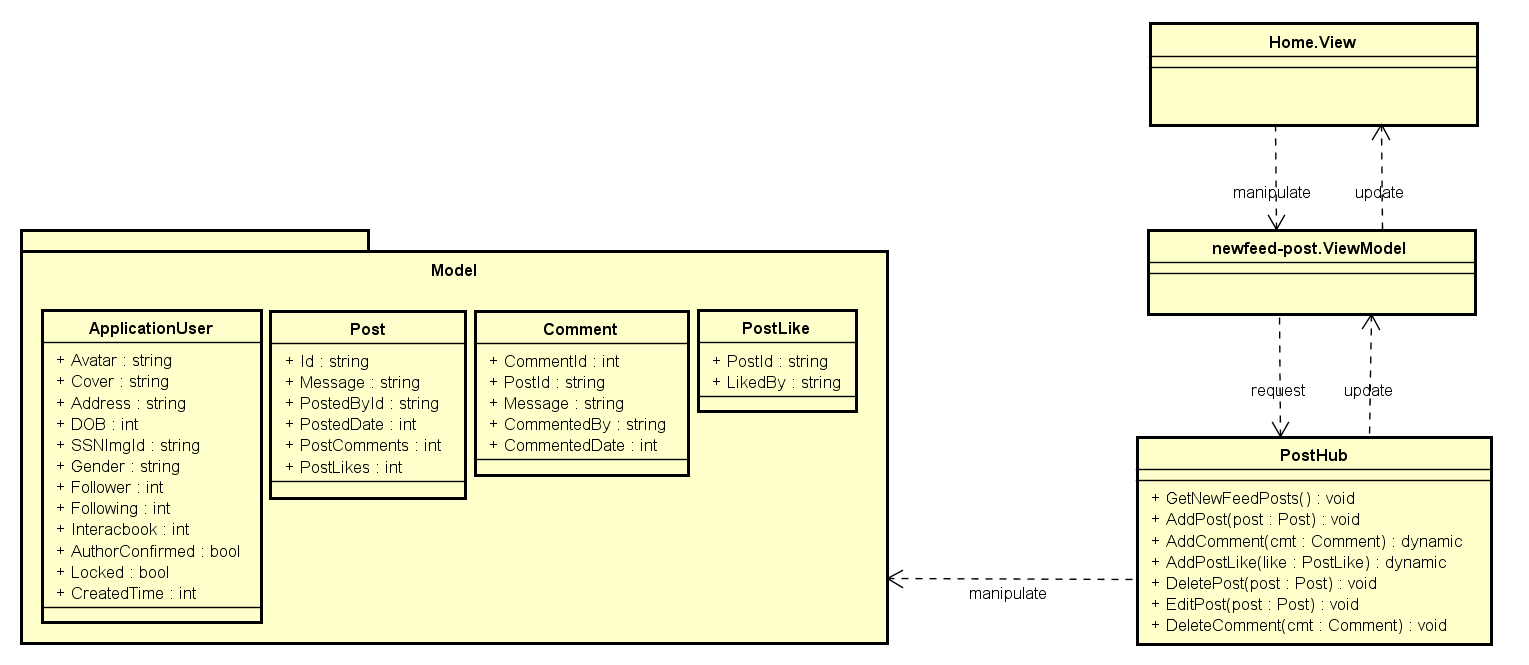 Home.View
manipulate
update
newfeed-post.ViewModel
request
update
PostHub
+ GetNewFeedPosts() : void
+ AddPost(post : Post) : void
+ AddComment(cmt : Comment) : dynamic
+ AddPostLike(like : PostLike) : dynamic
+ DeletePost(post : Post) : void
+ EditPost(post : Post) : void
+ DeleteComment(cmt : Comment) : void
manipulate
Model
ApplicationUser
+ Avatar : string
+ Cover : string
+ Address : string
+ DOB : int
+ SSNImgId : string
+ Gender : string
+ Follower : int
+ Following : int
+ Interacbook : int
+ AuthorConfirmed : bool
+ Locked : bool
+ CreatedTime : int
Post
+ Id : string
+ Message : string
+ PostedById : string
+ PostedDate : int
+ PostComments : int
+ PostLikes : int
Comment
+ CommentId : int
+ PostId : string
+ Message : string
+ CommentedBy : string
+ CommentedDate : int
PostLike
+ PostId : string
+ LikedBy : string